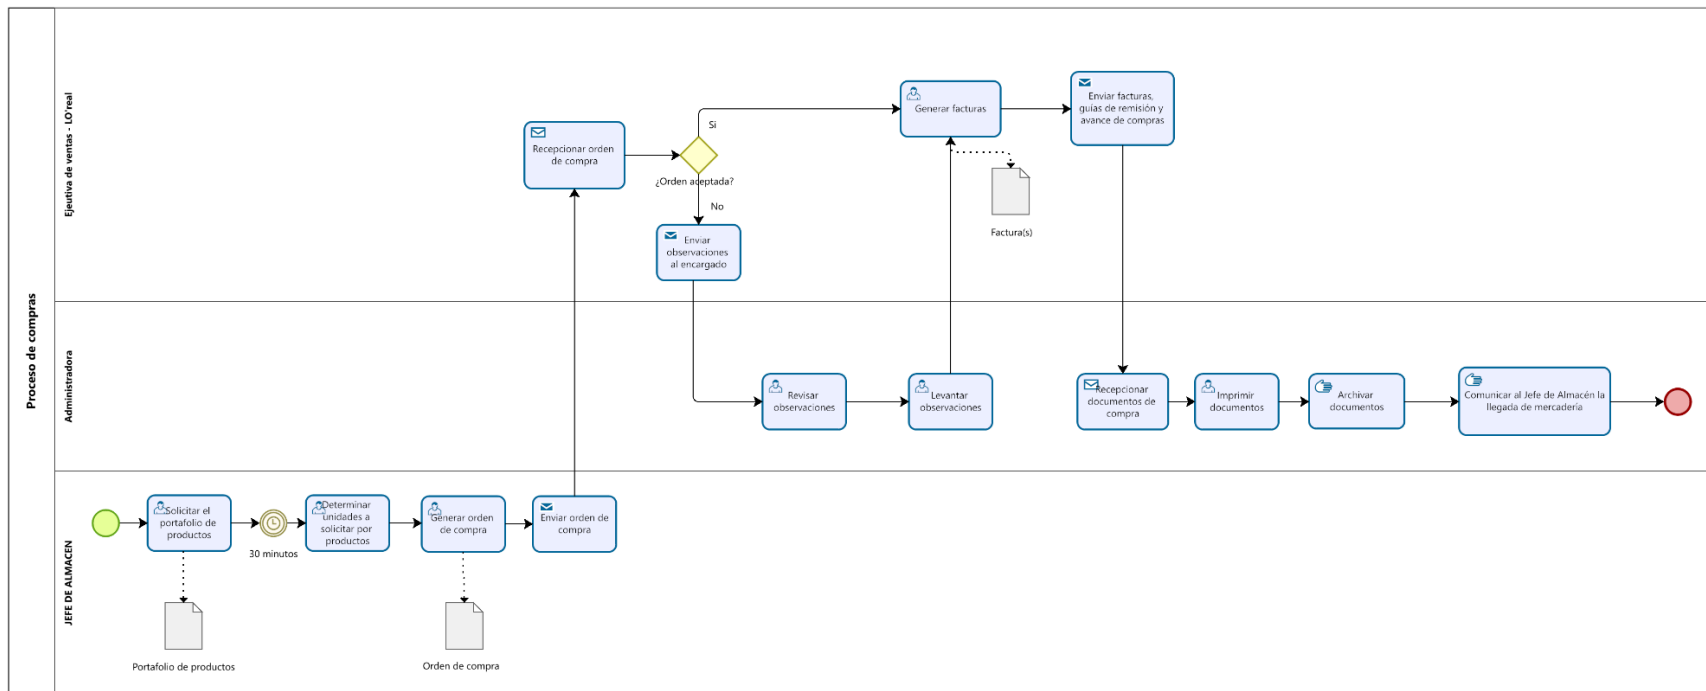 Proceso de compras
Ejeutiva de ventas - LO'real
Recepcionar orden
de compra
¿Orden aceptada?
Si
No
Enviar
observaciones
al encargado
Generar facturas
Factura(s)
Enviar facturas,
guías de remisión y
avance de compras
Administradora
Revisar
observaciones
Levantar
observaciones
Recepcionar
documentos de
compra
Imprimir
documentos
Archivar
documentos
Comunicar al Jefe de Almacén la
llegada de mercadería
JEFE DE ALMACEN
Solicitar el
portafolio de
productos
30 minutos
Determinar
unidades a
solicitar por
productos
Generar orden
de compra
Enviar orden de
compra
Portafolio de productos
Orden de compra